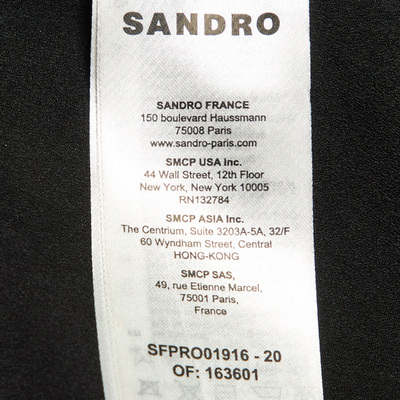 SANDRO
SANDRO FRANCE
150 boulevard Haussmann
75008 Paris
www.sandro-paris.com
SMCP USA Inc.
44 Wall Street, 12th Floor
New York, New York 10005
RN132784
SMCP ASIA Inc.
The Centrium, Suite 3203A-5A, 32/F
60 Wyndham Street, Central
HONG-KONG
SMCP SAS,
49, rue Etienne Marcel,
75001 Paris,
France
SFPRO01916 - 20
OF: 163601